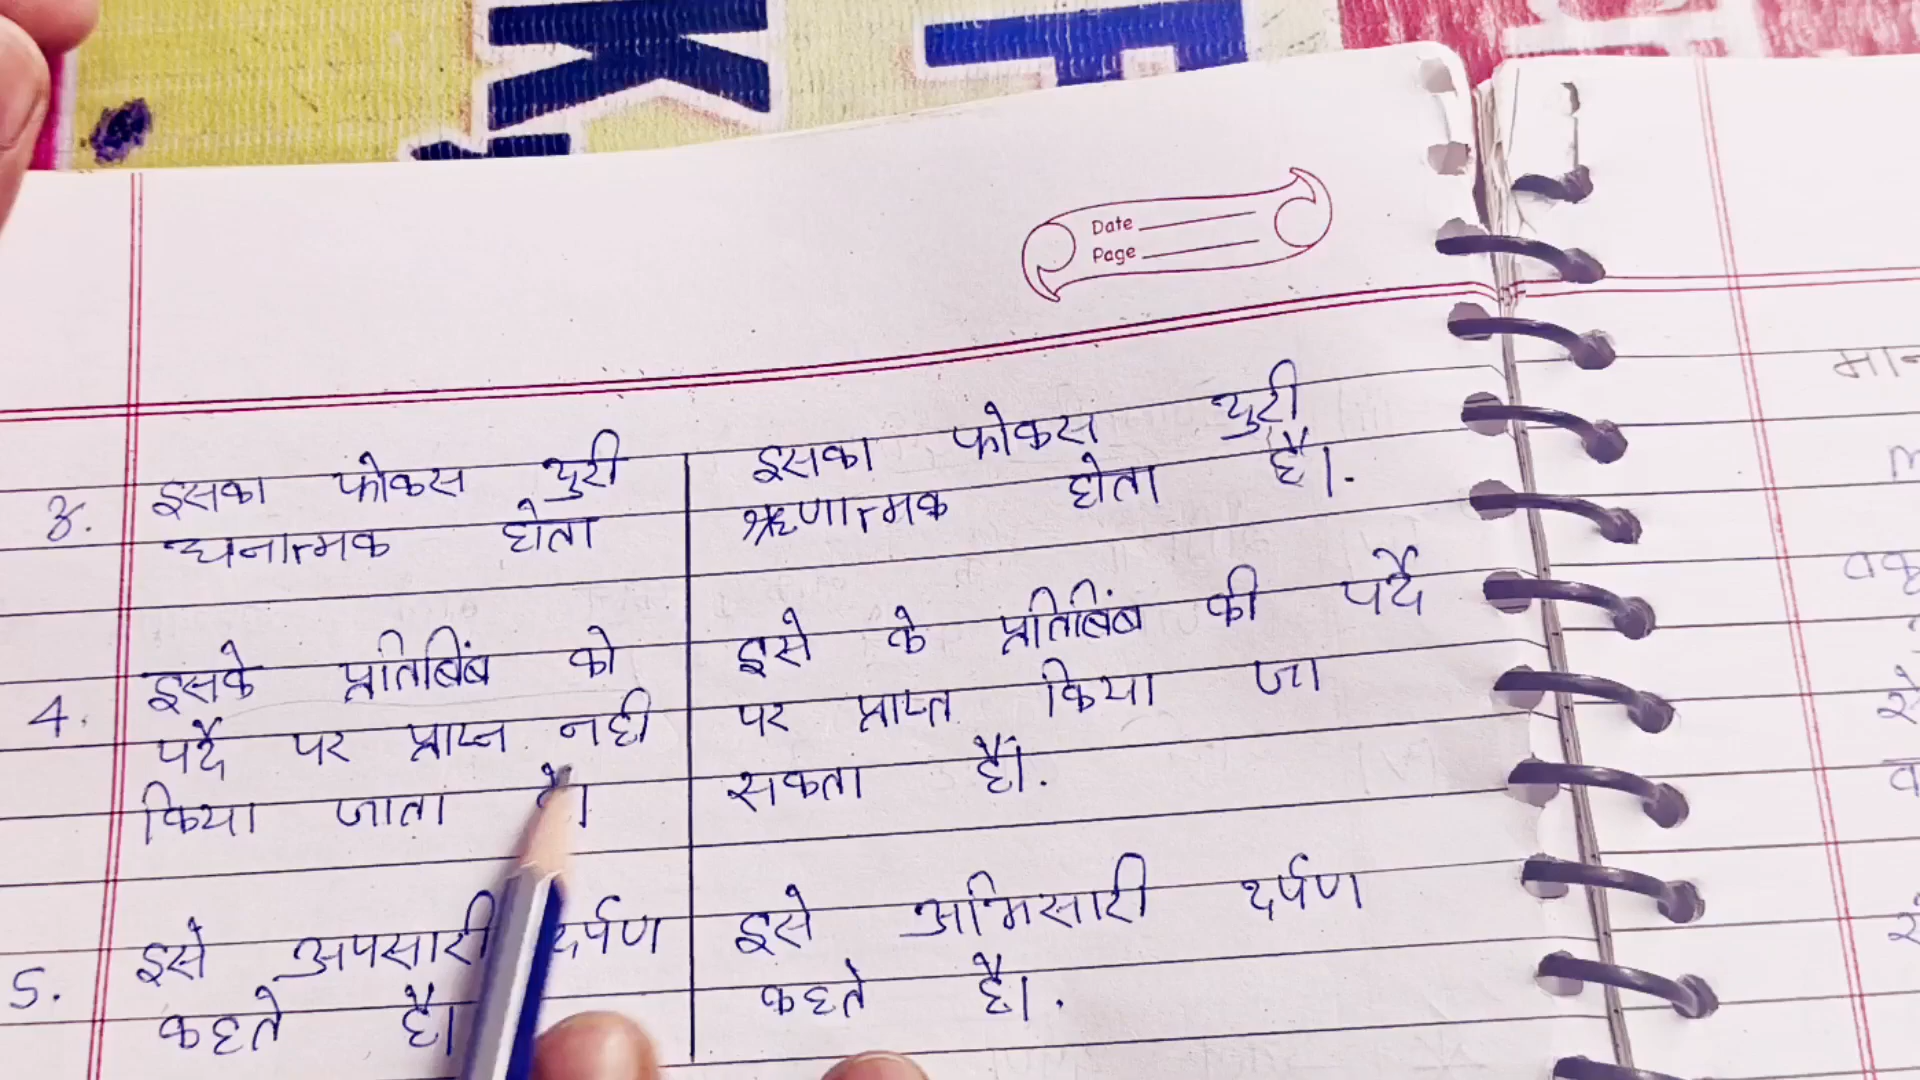 Date
Page
3. इसका फोकस दुरी
धनात्मक होता
इसका फोकस दुरी
ऋणात्मक होता है।.
4. इसके प्रतिबिंब को
पर्दे पर प्राप्न नही
किया जाता है।
इसे के प्रतिबिंब की पर्दे
पर प्राप्त किया जा
सकता हैं।.
5. इसे अपसारी दर्पण
कहते है।
इसे अभिसारी दर्पण
कहते है।.